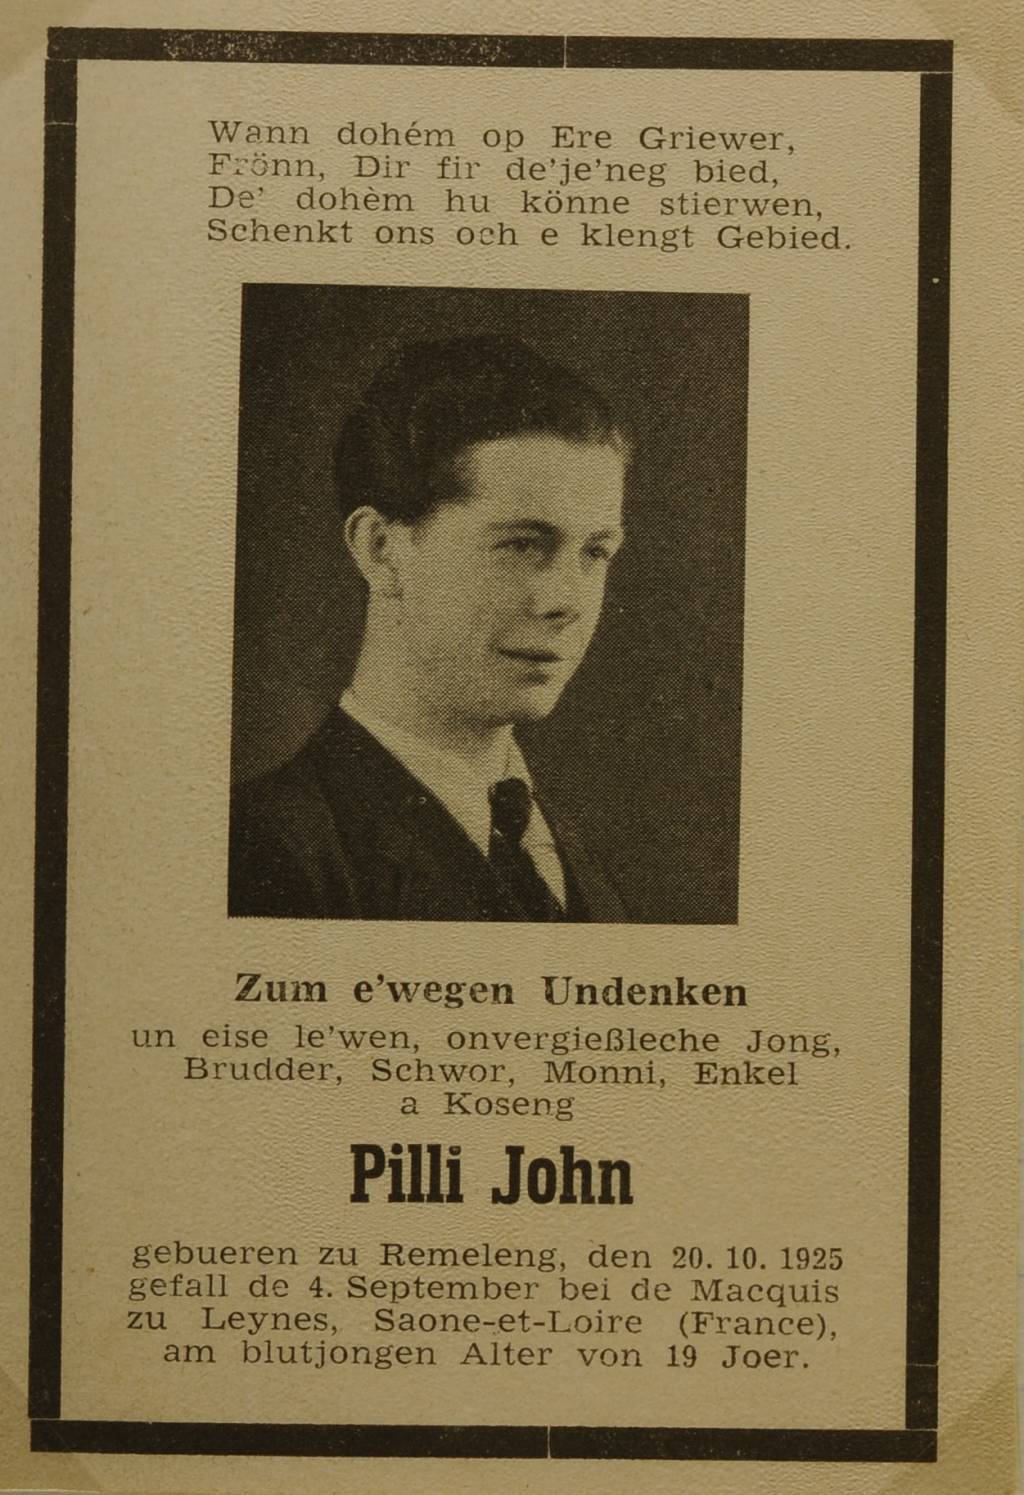 Wann dohém op Ere Griewer,
Frönn, Dir fir de'je'neg bied,
De' dohèm hu könne stierwen,
Schenkt ons och e klengt Gebied.
Zum e'wegen Undenken
un eise le'wen, onvergießleche Jong,
Brudder, Schwor, Monni, Enkel
a Koseng
Pilli John
gebueren zu Remeleng, den 20. 10. 1925
gefall de 4. September bei de Macquis
zu Leynes, Saone-et-Loire (France),
am blutjongen Alter von 19 Joer.